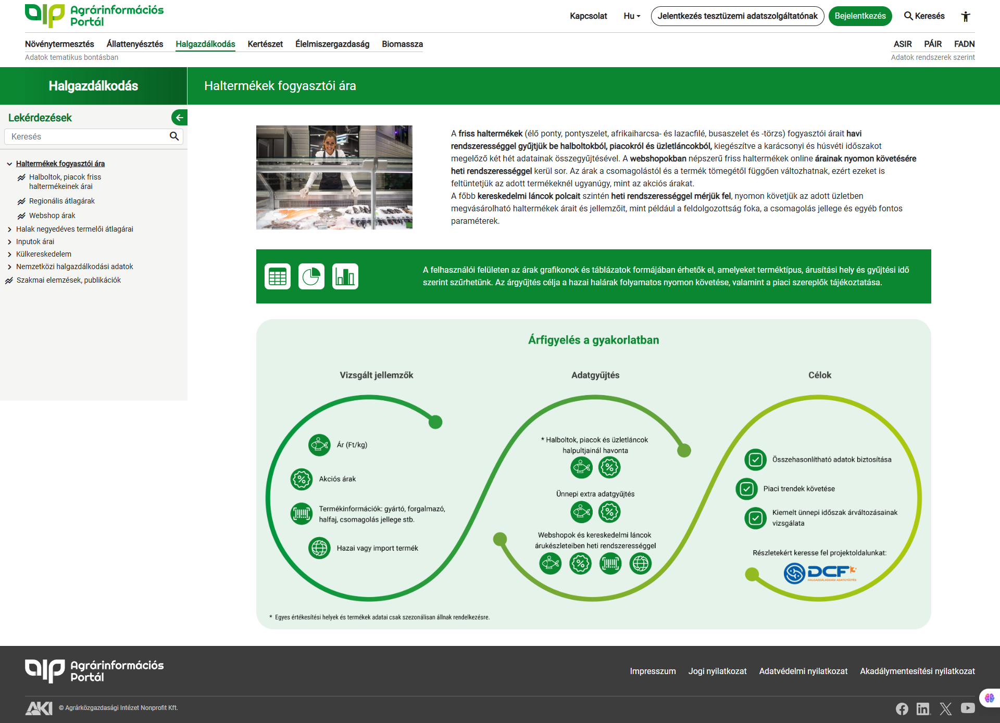 Agrárinformációs
Portál
Kapcsolat
Hu
Jelentkezés tesztüzemi adatszolgáltatónak
Bejelentkezés
Keresés
Növénytermesztés
Állattenyésztés
Halgazdálkodás
Kertészet
Élelmiszergazdaság
Biomassza
Adatok tematikus bontásban
ASIR
PÁIR
FADN
Adatok rendszerek szerint
Halgazdálkodás
Haltermékek fogyasztói ára
Lekérdezések
Keresés
Haltermékek fogyasztói ára
Halboltok, piacok friss
haltermékeinek árai
Regionális átlagárak
Webshop árak
Halak negyedéves termelői átlagárai
Inputok árai
Külkereskedelem
Nemzetközi halgazdálkodási adatok
Szakmai elemzések, publikációk
A friss haltermékek (élő ponty, pontyszelet, afrikaiharcsa- és lazacfilé, busaszelet és -törzs) fogyasztói árait havi
rendszerességgel gyűjtjük be halboltokból, piacokról és üzletláncokból, kiegészítve a karácsonyi és húsvéti időszakot
megelőző két hét adatainak összegyűjtésével. A webshopokban népszerű friss haltermékek online árainak nyomon követésére
heti rendszerességgel kerül sor. Az árak a csomagolástól és a termék tömegétől függően változhatnak, ezért ezeket is
feltüntetjük az adott termékeknél ugyanúgy, mint az akciós árakat.
A főbb kereskedelmi láncok polcait szintén heti rendszerességgel mérjük fel, nyomon követjük az adott üzletben
megvásárolható haltermékek árait és jellemzőit, mint például a feldolgozottság foka, a csomagolás jellege és egyéb fontos
paraméterek.
A felhasználói felületen az árak grafikonok és táblázatok formájában érhetők el, amelyeket terméktípus, árusítási hely és gyűjtési idő
szerint szűrhetünk. Az árgyűjtés célja a hazai halárak folyamatos nyomon követése, valamint a piaci szereplők tájékoztatása.
Árfigyelés a gyakorlatban
Vizsgált jellemzők
Ár (Ft/kg)
Akciós árak
Termékinformációk: gyártó, forgalmazó,
halfaj, csomagolás jellege stb.
Hazai vagy import termék
Adatgyűjtés
* Halboltok, piacok és üzletláncok
halpultjainál havonta
Ünnepi extra adatgyűjtés
Webshopok és kereskedelmi láncok
árukészleteiben heti rendszerességgel
Célok
Összehasonlítható adatok biztosítása
Piaci trendek követése
Kiemelt ünnepi időszak árváltozásainak
vizsgálata
Részletekért keresse fel projektoldalunkat:
DCF
HALGAZDÁLKODÁSI ADATGYŰJTÉS
* Egyes értékesítési helyek és termékek adatai csak szezonálisan állnak rendelkezésre.
Agrárinformációs
Portál
Impresszum
Jogi nyilatkozat
Adatvédelmi nyilatkozat
Akadálymentesítési nyilatkozat
AKI
© Agrárközgazdasági Intézet Nonprofit Kft.